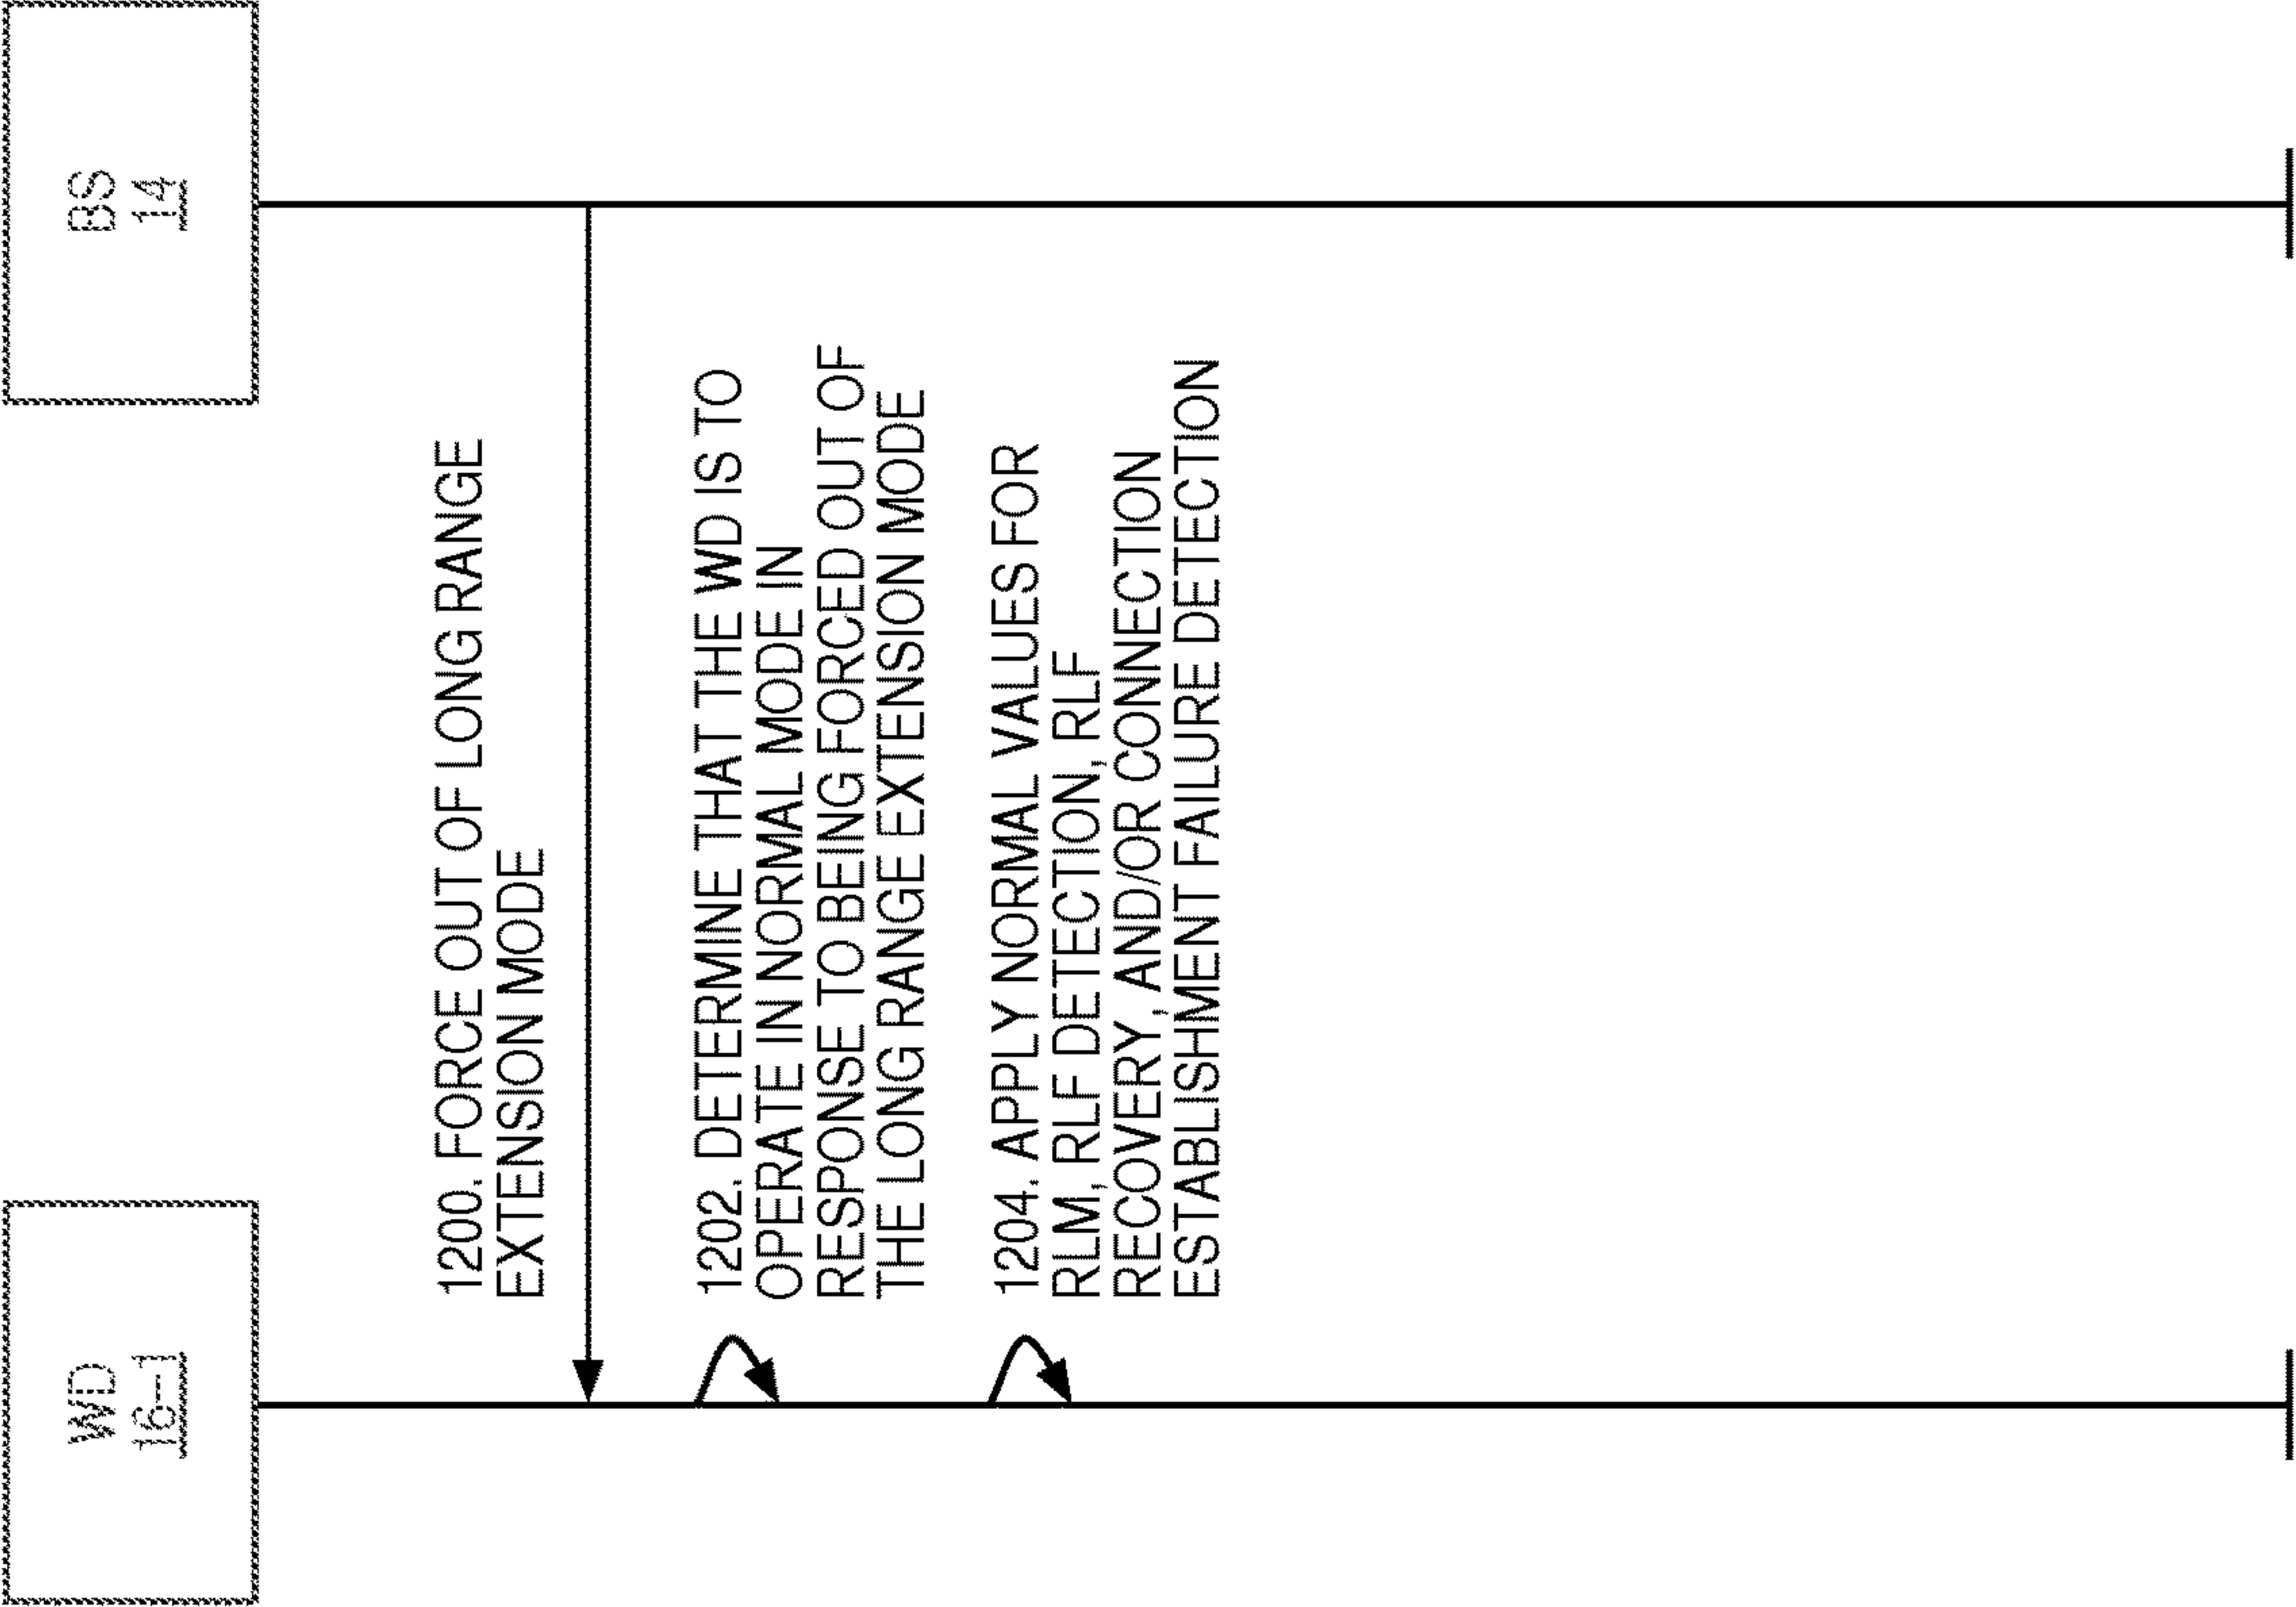 WD
16-1
BS
14
1200. FORCE OUT OF LONG RANGE
EXTENSION MODE
1202. DETERMINE THAT THE WD IS TO
OPERATE IN NORMAL MODE IN
RESPONSE TO BEING FORCED OUT OF
THE LONG RANGE EXTENSION MODE
1204. APPLY NORMAL VALUES FOR
RLM, RLF DETECTION, RLF
RECOVERY, AND/OR CONNECTION
ESTABLISHMENT FAILURE DETECTION